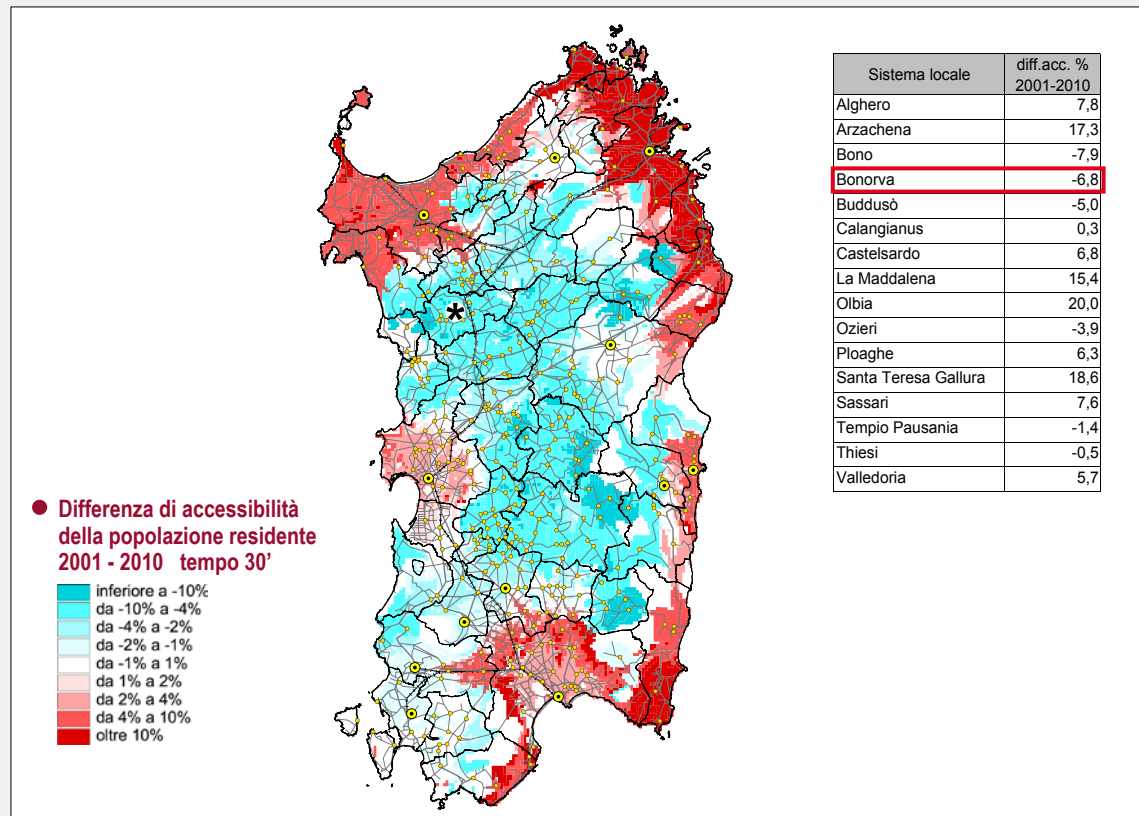 Sistema locale diff.acc. % 2001-2010
Alghero 7,8
Arzachena 17,3
Bono -7,9
Bonorva -6,8
Buddusò -5,0
Calangianus 0,3
Castelsardo 6,8
La Maddalena 15,4
Olbia 20,0
Ozieri -3,9
Ploaghe 6,3
Santa Teresa Gallura 18,6
Sassari 7,6
Tempio Pausania -1,4
Thiesi -0,5
Valledoria 5,7
*
● Differenza di accessibilità
della popolazione residente
2001 - 2010 tempo 30'
inferiore a -10%
da -10% a -4%
da -4% a -2%
da -2% a -1%
da -1% a 1%
da 1% a 2%
da 2% a 4%
da 4% a 10%
oltre 10%